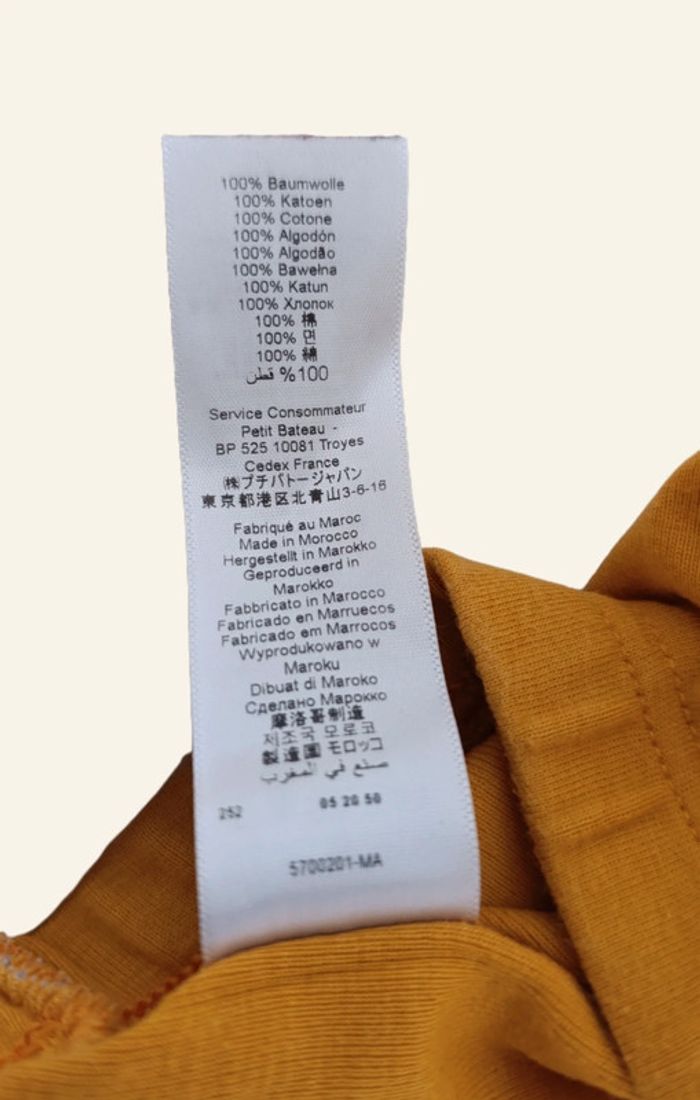 100% Baumwolle
100% Katoen
100% Cotone
100% Algodón
100% Algodão
100% Bawełna
100% Katun
100% Хлопок
100% 棉
100% 면
100% 綿
100% قطن
Service Consommateur
Petit Bateau -
BP 525 10081 Troyes
Cedex France
㈱プチバトージャパン
東京都港区北青山3-6-16
Fabriqué au Maroc
Made in Morocco
Hergestellt in Marokko
Geproduceerd in
Marokko
Fabbricato in Marocco
Fabricado en Marruecos
Fabricado em Marrocos
Wyprodukowano w
Maroku
Dibuat di Maroko
Сделано Марокко
摩洛哥制造
제조국 모로코
製造國 モロッコ
صنع في المغرب
252 05 20 50
5700201-MA